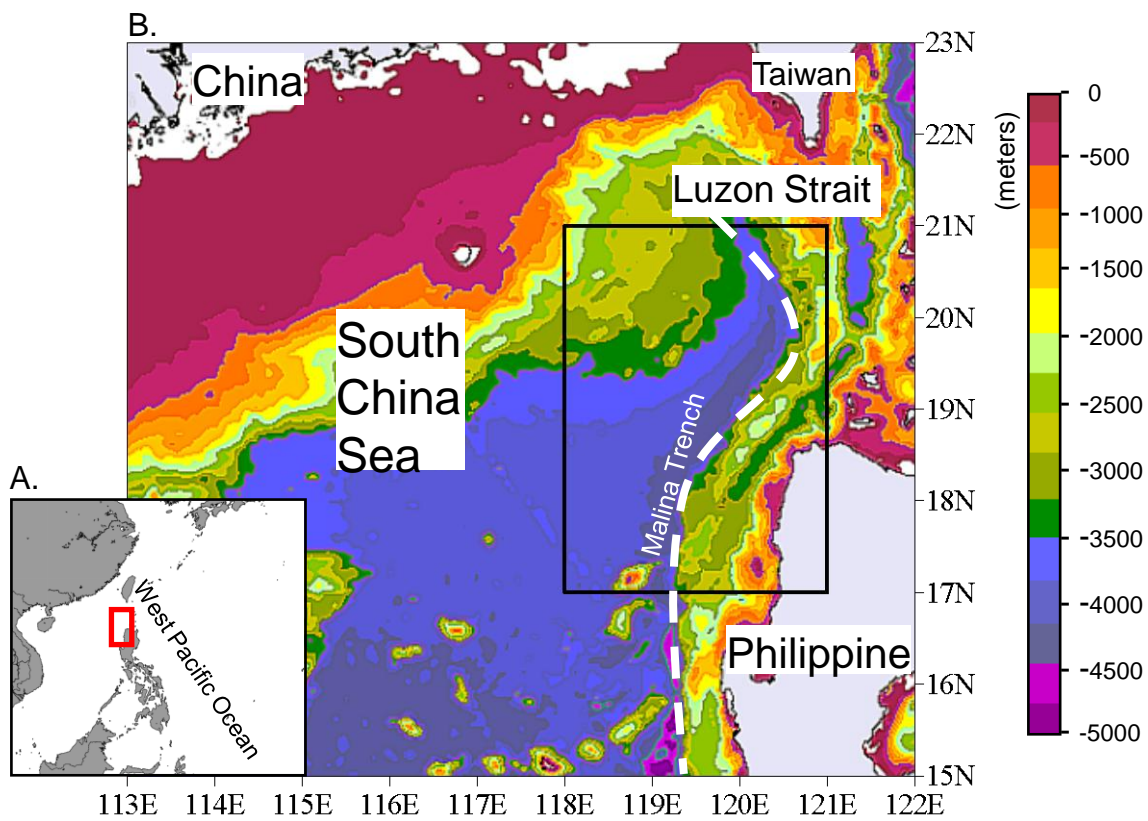 B.
China
Taiwan
Luzon Strait
South
China
Sea
Malina Trench
Philippine
23N
22N
21N
20N
19N
18N
17N
16N
15N
113E 114E 115E 116E 117E 118E 119E 120E 121E 122E
(meters)
0
-500
-1000
-1500
-2000
-2500
-3000
-3500
-4000
-4500
-5000
A.
West Pacific Ocean